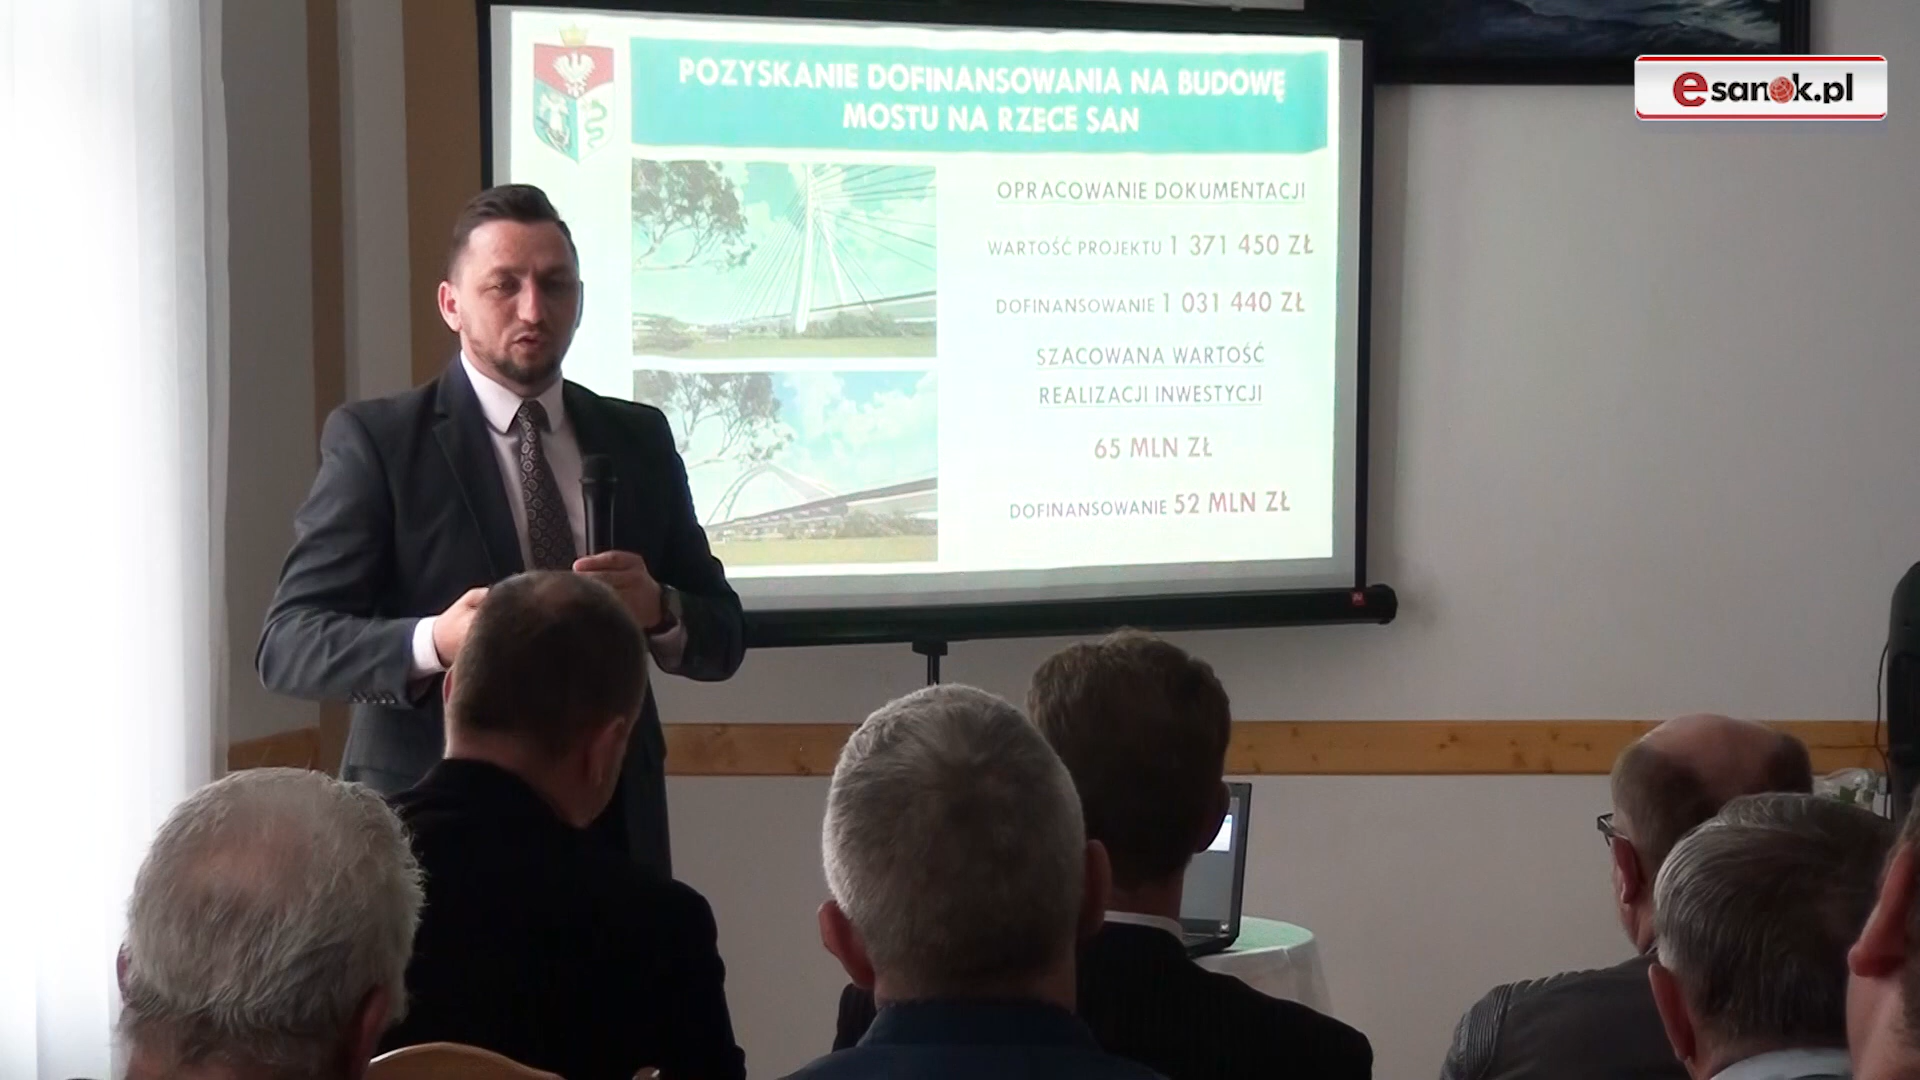 POZYSKANIE DOFINANSOWANIA NA BUDOWĘ
MOSTU NA RZECE SAN
OPRACOWANIE DOKUMENTACJI
WARTOŚĆ PROJEKTU 1 371 450 ZŁ
DOFINANSOWANIE 1 031 440 ZŁ
SZACOWANA WARTOŚĆ
REALIZACJI INWESTYCJI
65 MLN ZŁ
DOFINANSOWANIE 52 MLN ZŁ
esanok.pl